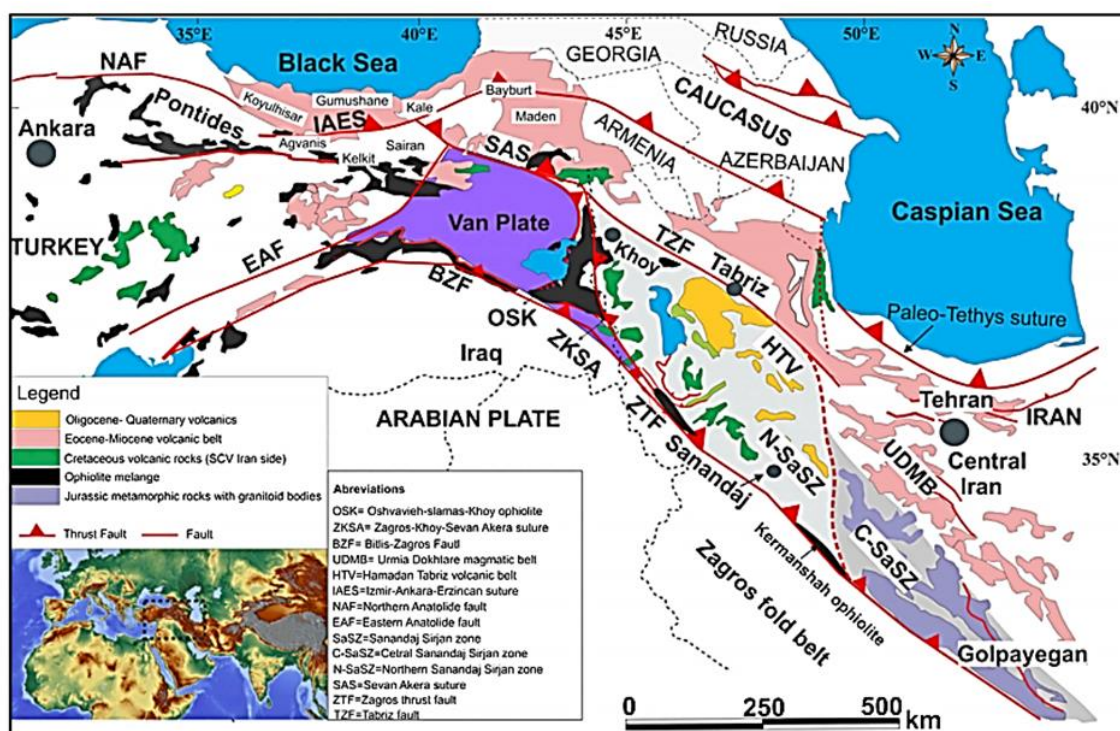 35°E
40°E
45°E
50°E
RUSSIA
GEORGIA
N
W
E
S
NAF
Black Sea
Bayburt
Koyulhisar
Gumushane
Kale
CAUCASUS
40°N
Pontides
IAES
Maden
Ankara
Agvanis
Sairan
ARMENIA
Kelkit
SAS
AZERBAIJAN
Van Plate
Caspian Sea
TURKEY
Khoy
TZF
Tabriz
EAF
BZF
Paleo-Tethys suture
OSK
HTV
Iraq
ZKSA
Tehran
IRAN
ARABIAN PLATE
ZTF
Sanandaj
N-SaSZ
UDMB
Central
Iran
35°N
C-SaSZ
Kermanshah ophiolite
Zagros fold belt
Golpayegan
Legend
Oligocene- Quaternary volcanics
Eocene-Miocene volcanic belt
Cretaceous volcanic rocks (SCV Iran side)
Ophiolite melange
Jurassic metamorphic rocks with granitoid bodies
Thrust Fault
Fault
Abreviations
OSK= Oshvavieh-slamas-Khoy ophiolite
ZKSA= Zagros-Khoy-Sevan Akera suture
BZF= Bitlis-Zagros Fault
UDMB= Urmia Dokhtare magmatic belt
HTV=Hamadan Tabriz volcanic belt
IAES=Izmir-Ankara-Erzincan suture
NAF=Northern Anatolide fault
EAF=Eastern Anatolide fault
SaSZ=Sanandaj Sirjan zone
C-SaSZ=Cetral Sanandaj Sirjan zone
N-SaSZ=Northern Sanandaj Sirjan zone
SAS=Sevan Akera suture
ZTF=Zagros thrust fault
TZF=Tabriz fault
0
250
500
km